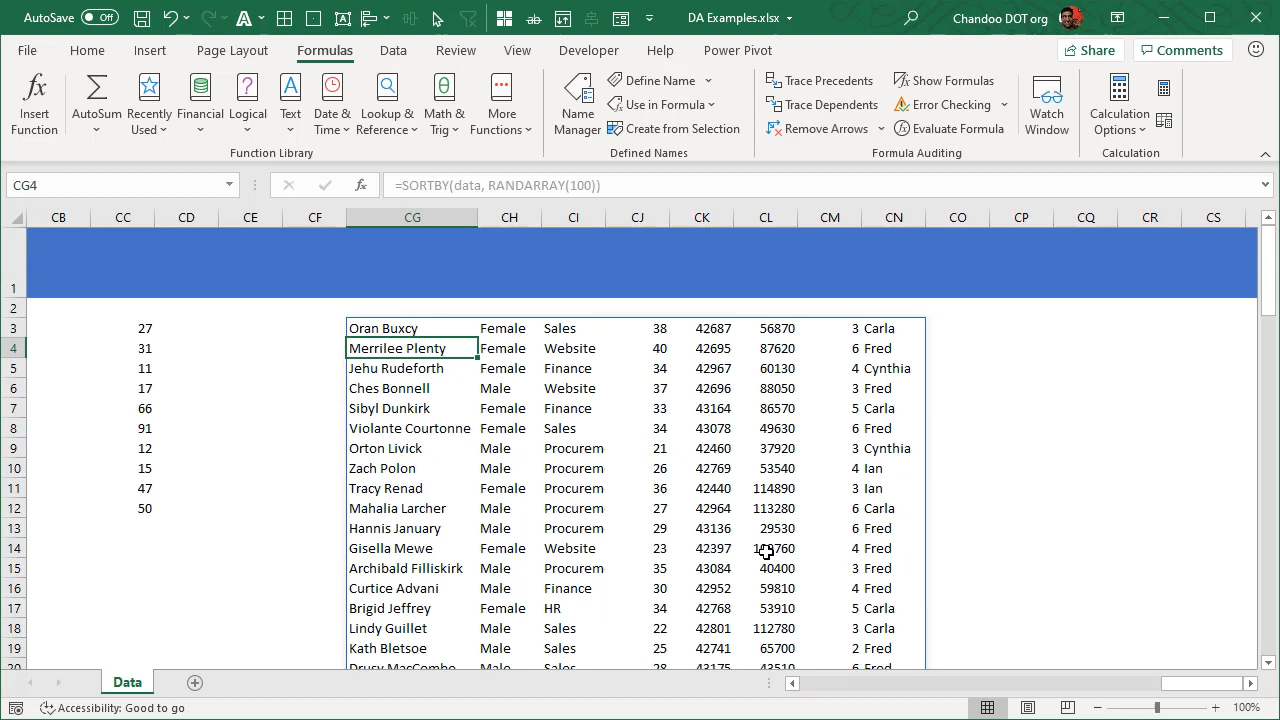 AutoSave Off DA Examples.xlsx Chandoo DOT org
File Home Insert Page Layout Formulas Data Review View Developer Help Power Pivot Share Comments
Insert Function
AutoSum
Recently Used
Financial
Logical
Text
Date & Time
Lookup & Reference
Math & Trig
More Functions
Function Library
Name Manager
Define Name
Use in Formula
Create from Selection
Defined Names
Trace Precedents
Trace Dependents
Remove Arrows
Show Formulas
Error Checking
Evaluate Formula
Formula Auditing
Watch Window
Calculation Options
Calculation
CG4 fx =SORTBY(data, RANDARRAY(100))
CB CC CD CE CF CG CH CI CJ CK CL CM CN CO CP CQ CR CS
1
2
3 27 Oran Buxcy Female Sales 38 42687 56870 3 Carla
4 31 Merrilee Plenty Female Website 40 42695 87620 6 Fred
5 11 Jehu Rudeforth Female Finance 34 42967 60130 4 Cynthia
6 17 Ches Bonnell Male Website 37 42696 88050 3 Fred
7 66 Sibyl Dunkirk Female Finance 33 43164 86570 5 Carla
8 91 Violante Courtonne Female Sales 34 43078 49630 6 Fred
9 12 Orton Livick Male Procurem 21 42460 37920 3 Cynthia
10 15 Zach Polon Male Procurem 26 42769 53540 4 Ian
11 47 Tracy Renad Female Procurem 36 42440 114890 3 Ian
12 50 Mahalia Larcher Male Procurem 27 42964 113280 6 Carla
13 Hannis January Male Procurem 29 43136 29530 6 Fred
14 Gisella Mewe Female Website 23 42397 4 Fred
15 Archibald Filliskirk Male Procurem 35 43084 40400 3 Fred
16 Curtice Advani Male Finance 30 42952 59810 4 Fred
17 Brigid Jeffrey Female HR 34 42768 53910 5 Carla
18 Lindy Guillet Male Sales 22 42801 112780 3 Carla
19 Kath Bletsoe Male Sales 25 42741 65700 2 Fred
20 Drusy MacCombe Male Sales 28 43175 43510 6 Fred
Data
Accessibility: Good to go 100%